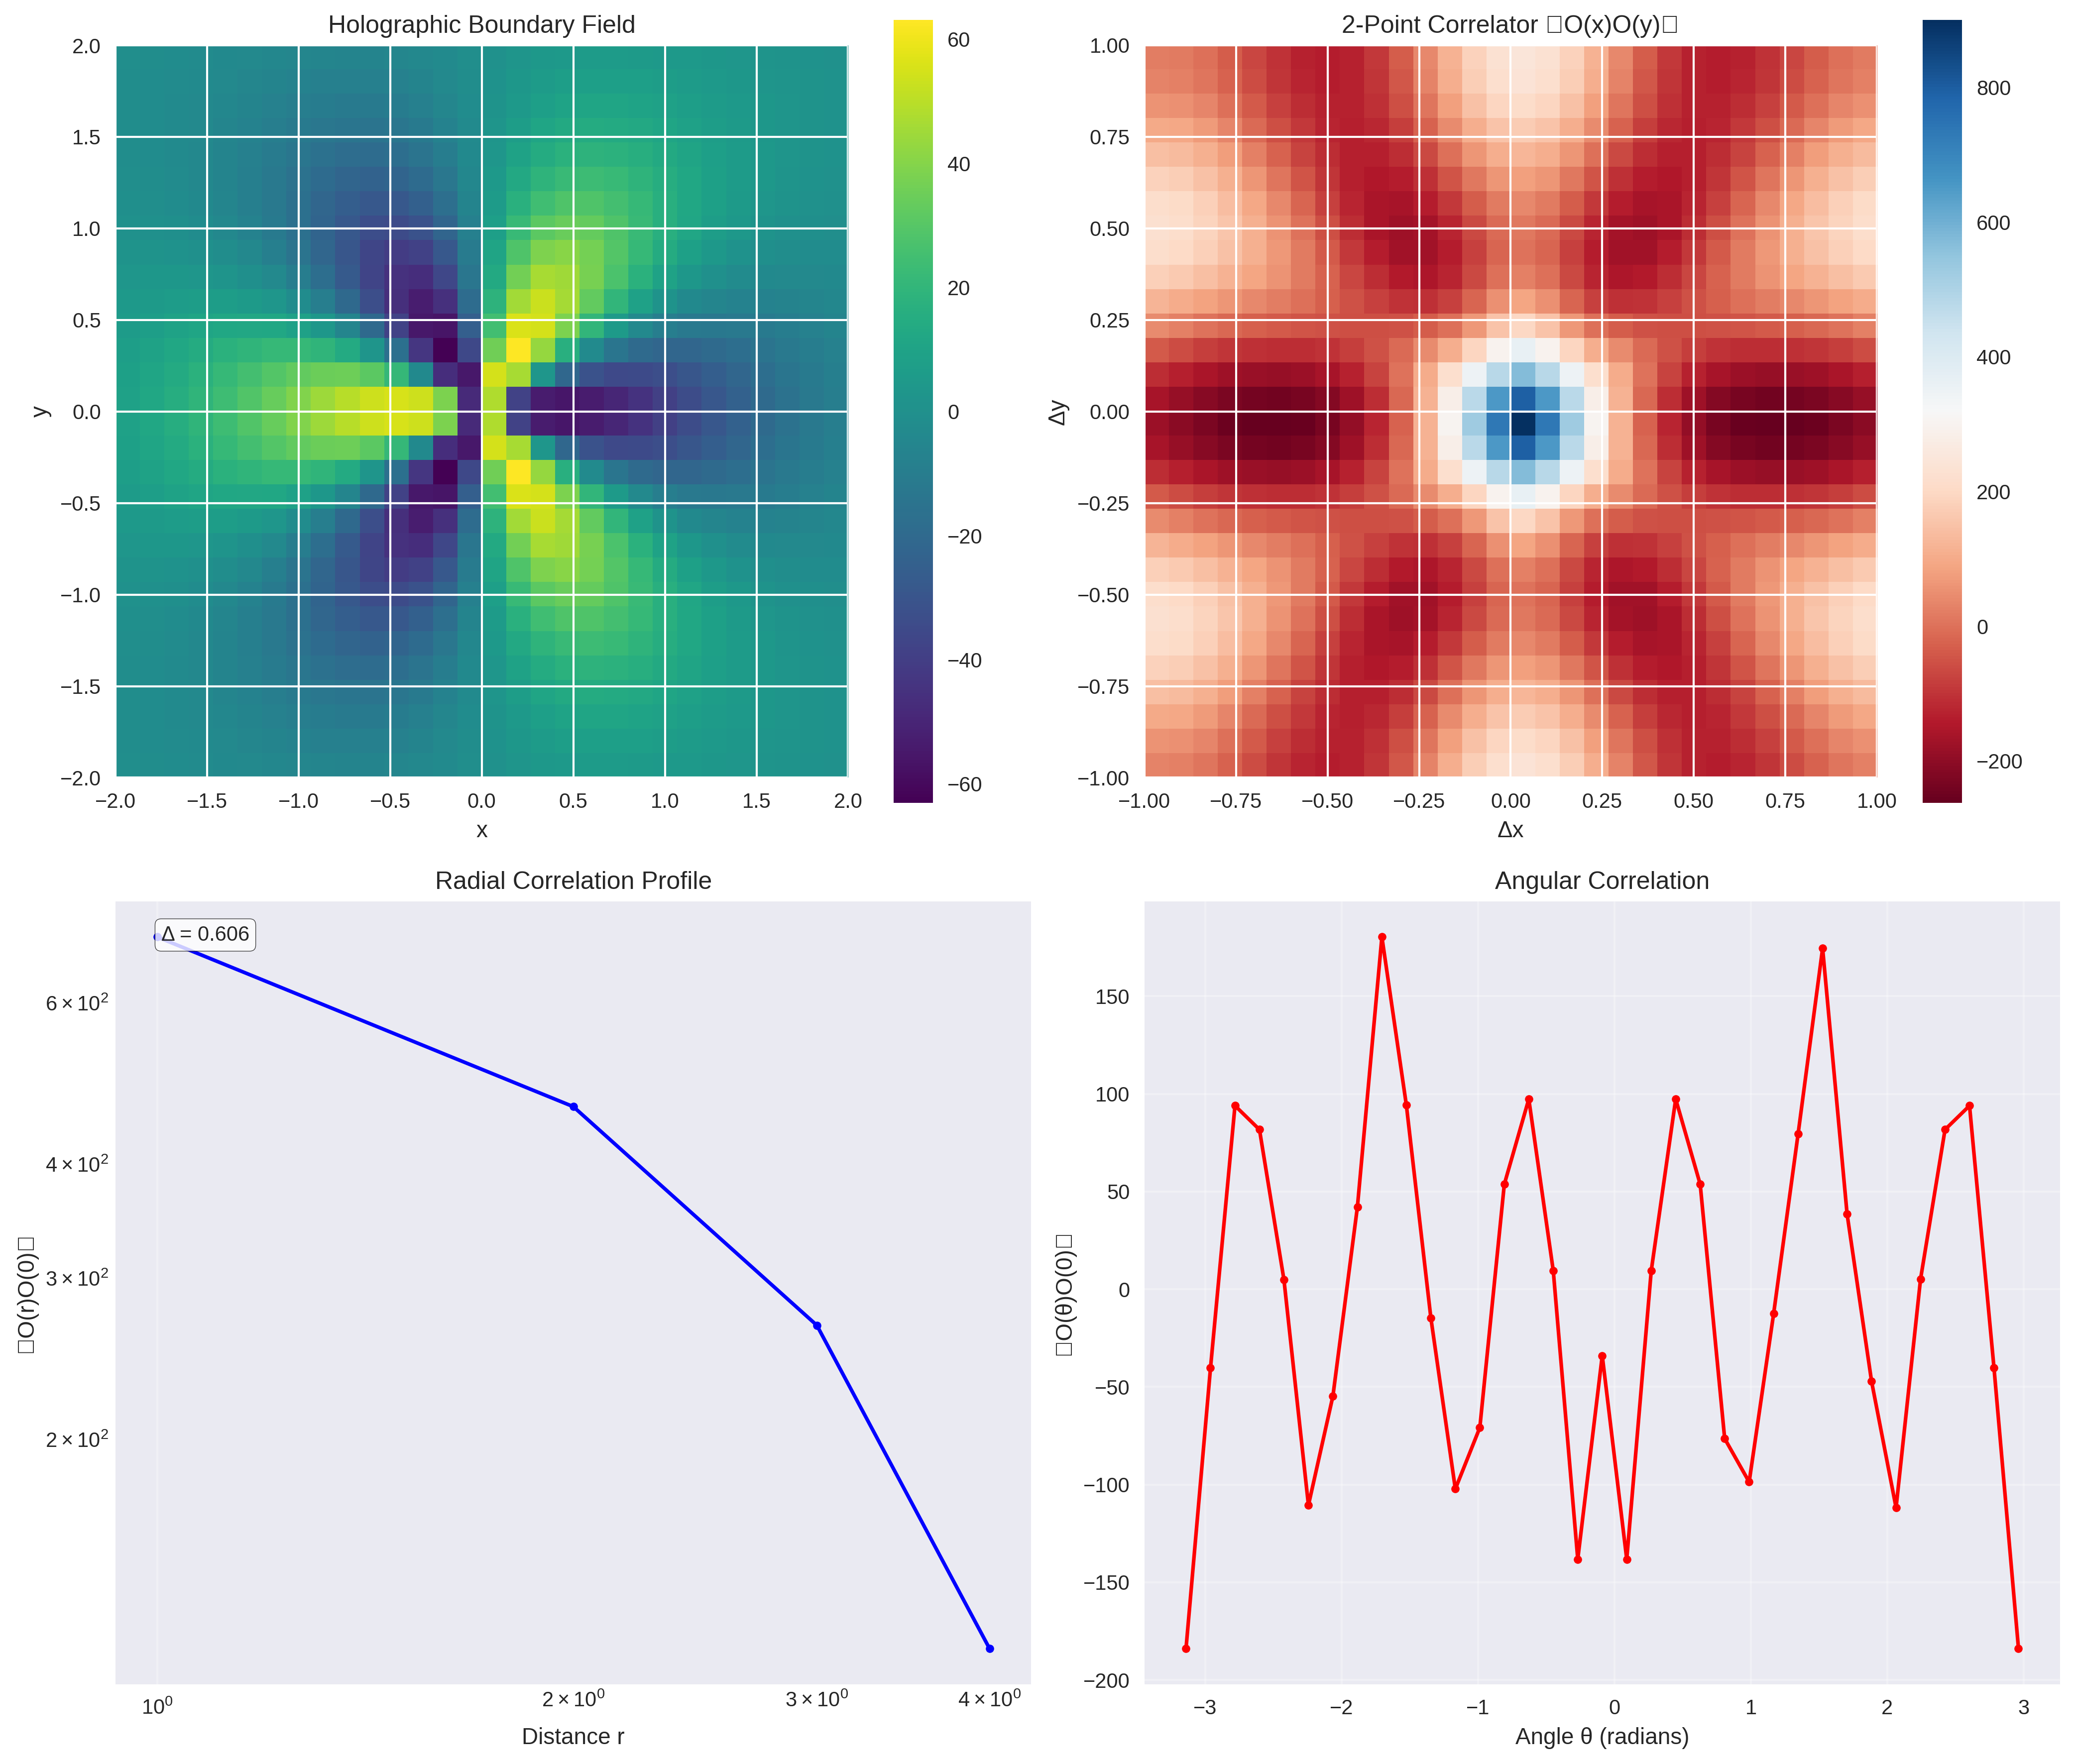 Holographic Boundary Field
2.0
1.5
1.0
0.5
0.0
−0.5
−1.0
−1.5
−2.0
y
−2.0 −1.5 −1.0 −0.5 0.0 0.5 1.0 1.5 2.0
x
60
40
20
0
−20
−40
−60
2-Point Correlator □O(x)O(y)□
1.00
0.75
0.50
0.25
0.00
−0.25
−0.50
−0.75
−1.00
Δy
−1.00 −0.75 −0.50 −0.25 0.00 0.25 0.50 0.75 1.00
Δx
800
600
400
200
0
−200
Radial Correlation Profile
Δ = 0.606
6 × 10²
4 × 10²
3 × 10²
2 × 10²
□O(r)O(0)□
10⁰ 2 × 10⁰ 3 × 10⁰ 4 × 10⁰
Distance r
Angular Correlation
150
100
50
0
−50
−100
−150
−200
□O(θ)O(0)□
−3 −2 −1 0 1 2 3
Angle θ (radians)